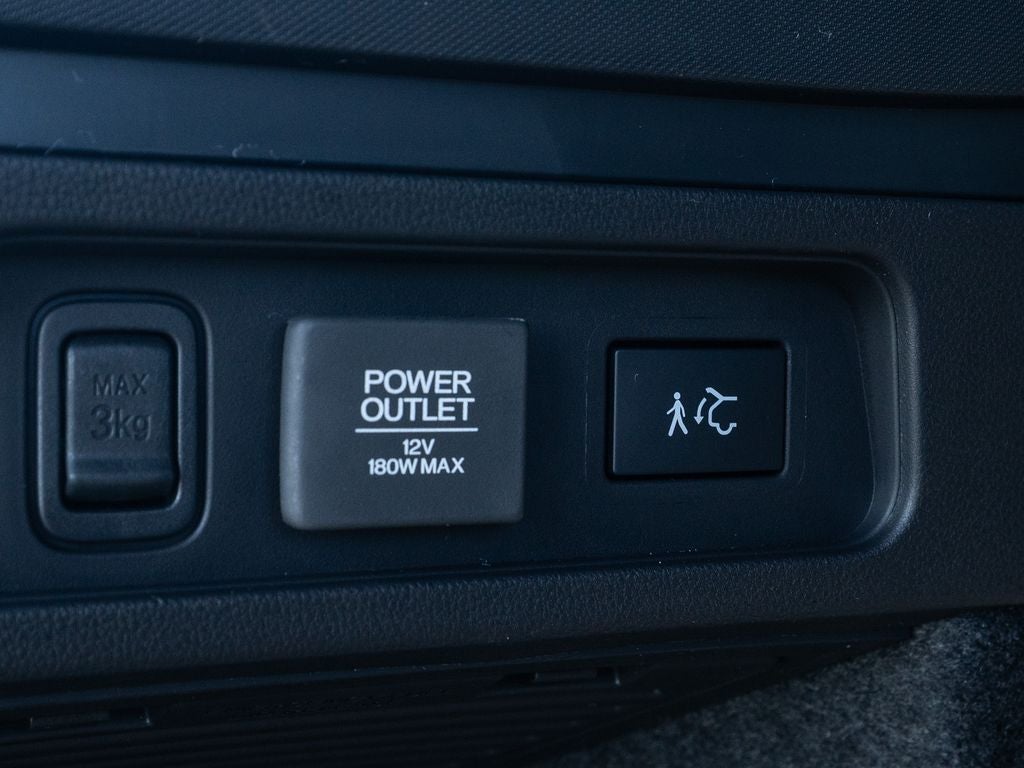 MAX
3kg
POWER
OUTLET
12V
180W MAX